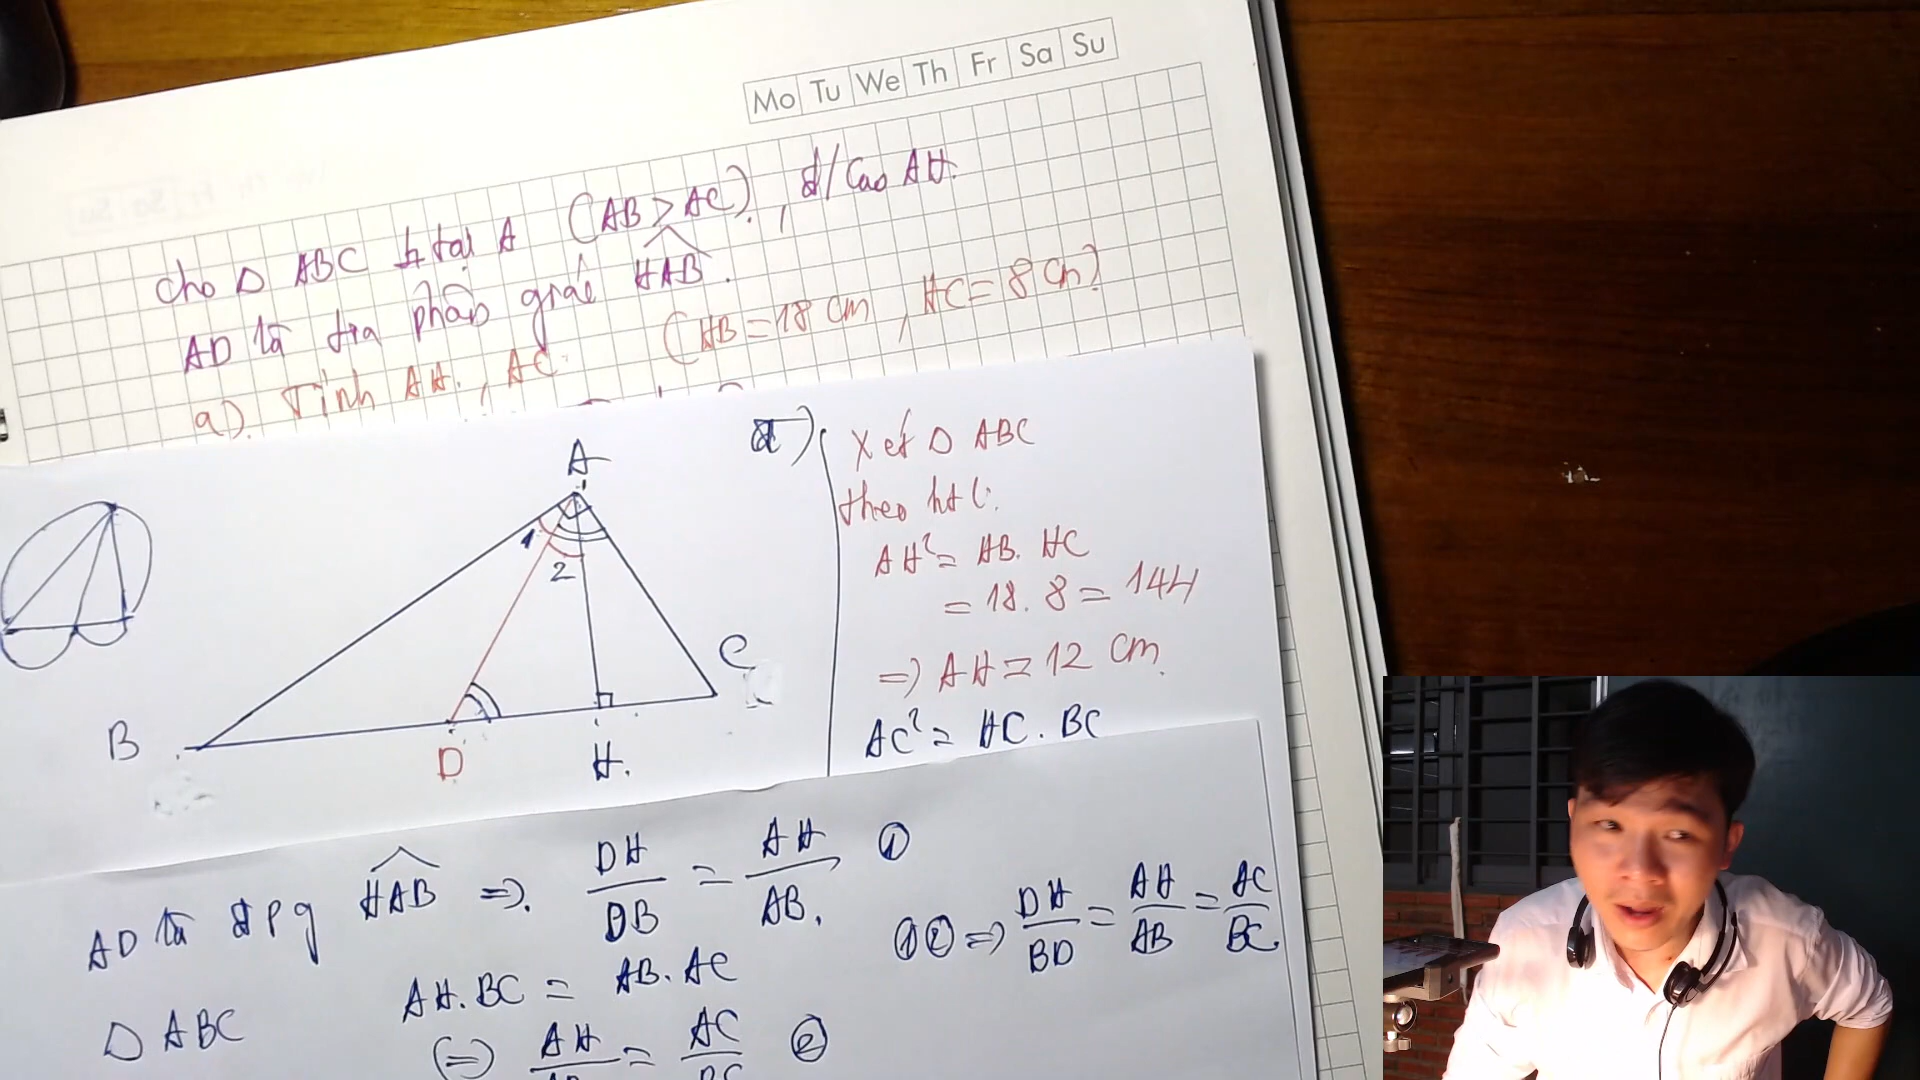 Mo Tu We Th Fr Sa Su
Cho Δ ABC ⊥ tại A (AB > AC), đ/Cao AH.
AD là tia phân giác HAB.
a). Tính AH, AC. (HB = 18 cm, HC = 8 cm)
A
1
2
B
D
H.
C
a)
Xét Δ ABC
theo htl:
AH² = HB. HC
= 18. 8 = 144
=> AH = 12 cm.
AC² = HC. BC
AD là đpg HAB =>. DH/DB = AH/AB. ①
Δ ABC AH.BC = AB.AC
(=) AH/AB = AC/BC ②
①② => DH/BD = AH/AB = AC/BC